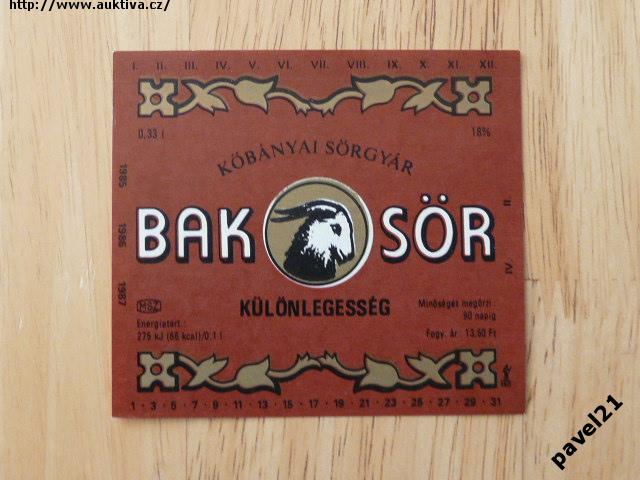 http://www.auktiva.cz/
I. II. III. IV. V. VI. VII. VIII. IX. X. XI. XII.
0,33 l 18%
KŐBÁNYAI SÖRGYÁR
1985 1986 1987
BAK SÖR
II. IV.
KÜLÖNLEGESSÉG
MSZ
Energiatart.:
275 kJ (66 kcal)/0,1 l
Minőségét megőrzi:
90 napig
Fogy. ár: 13,60 Ft
1 · 3 · 5 · 7 · 9 · 11 · 13 · 15 · 17 · 19 · 21 · 23 · 25 · 27 · 29 · 31
pavel21